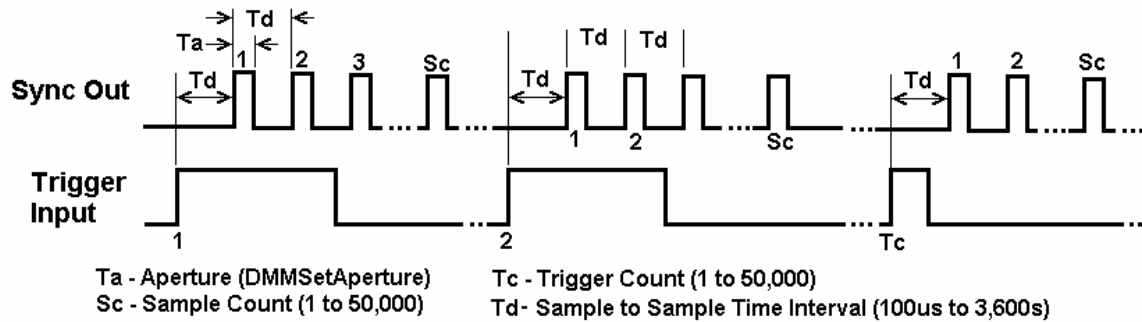 Td
Ta
1
2
3
Sc
Td
Td
Td
Td
1
2
Sc
Td
1
2
Sc
Sync Out
Trigger
Input
1
2
Tc
Ta - Aperture (DMMSetAperture)
Tc - Trigger Count (1 to 50,000)
Sc - Sample Count (1 to 50,000)
Td- Sample to Sample Time Interval (100us to 3,600s)